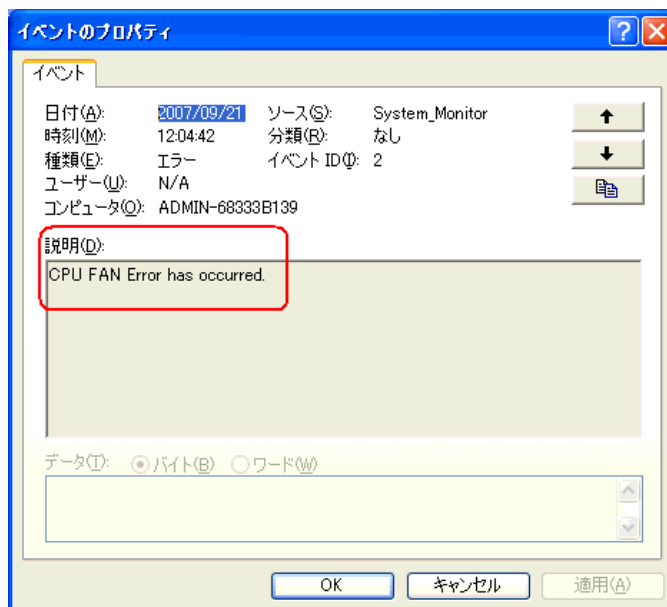 イベントのプロパティ
イベント
日付(A): 2007/09/21 ソース(S): System_Monitor
時刻(M): 12:04:42 分類(R): なし
種類(E): エラー イベント ID(I): 2
ユーザー(U): N/A
コンピュータ(O): ADMIN-68333B139
説明(D):
CPU FAN Error has occurred.
データ(T): バイト(B) ワード(W)
OK キャンセル 適用(A)